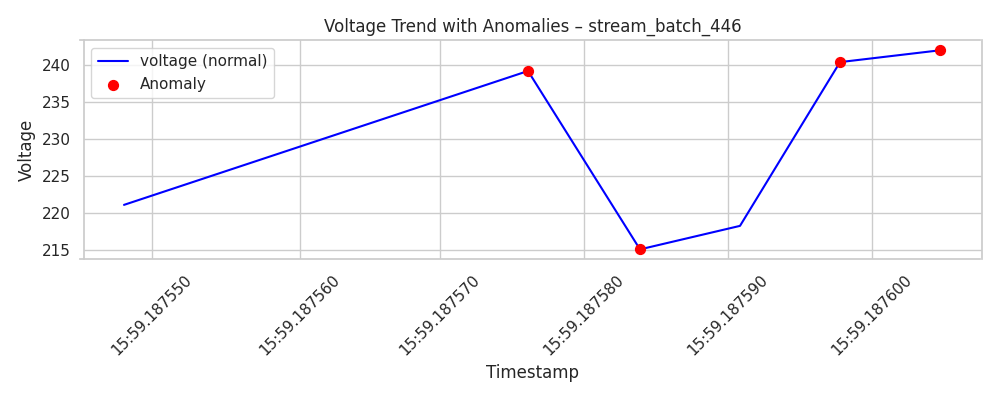 Voltage Trend with Anomalies – stream_batch_446
voltage (normal)
Anomaly
Voltage
240
235
230
225
220
215
15:59.187550
15:59.187560
15:59.187570
15:59.187580
15:59.187590
15:59.187600
Timestamp